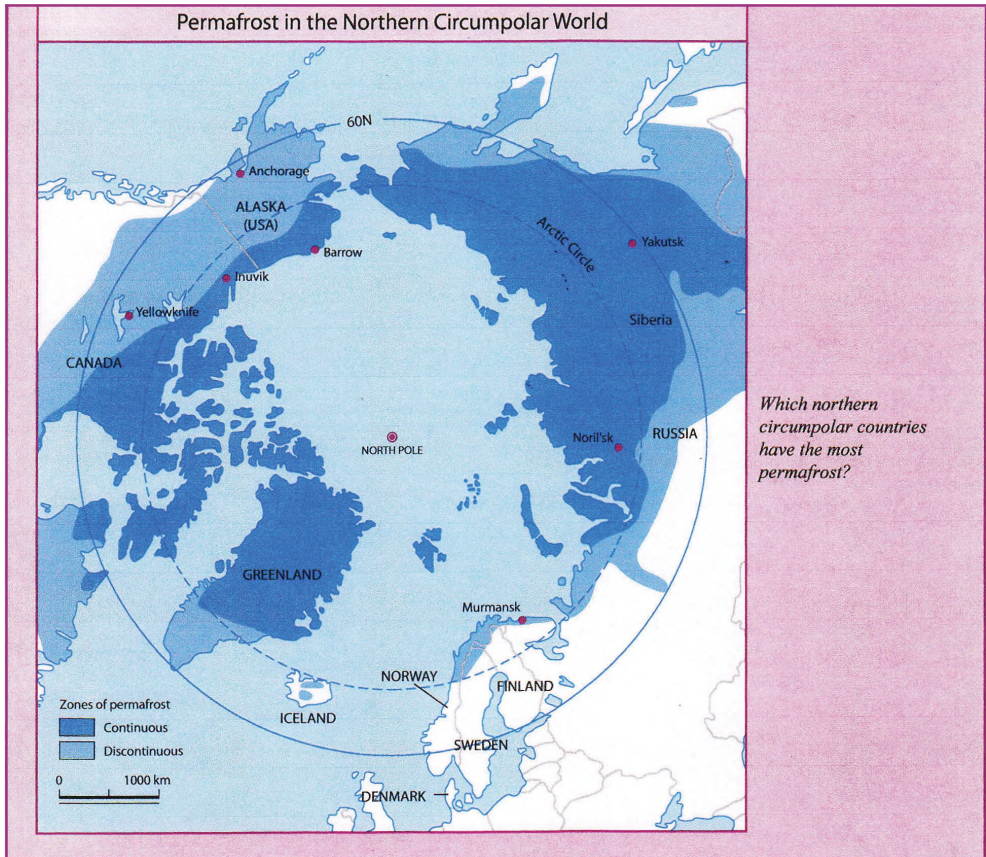 Permafrost in the Northern Circumpolar World
60N
Anchorage
ALASKA
(USA)
Arctic Circle
Yakutsk
Barrow
Inuvik
Yellowknife
Siberia
CANADA
Which northern
circumpolar countries
have the most
permafrost?
NORTH POLE
Noril'sk
RUSSIA
GREENLAND
Murmansk
NORWAY
FINLAND
ICELAND
SWEDEN
DENMARK
Zones of permafrost
Continuous
Discontinuous
0 1000 km